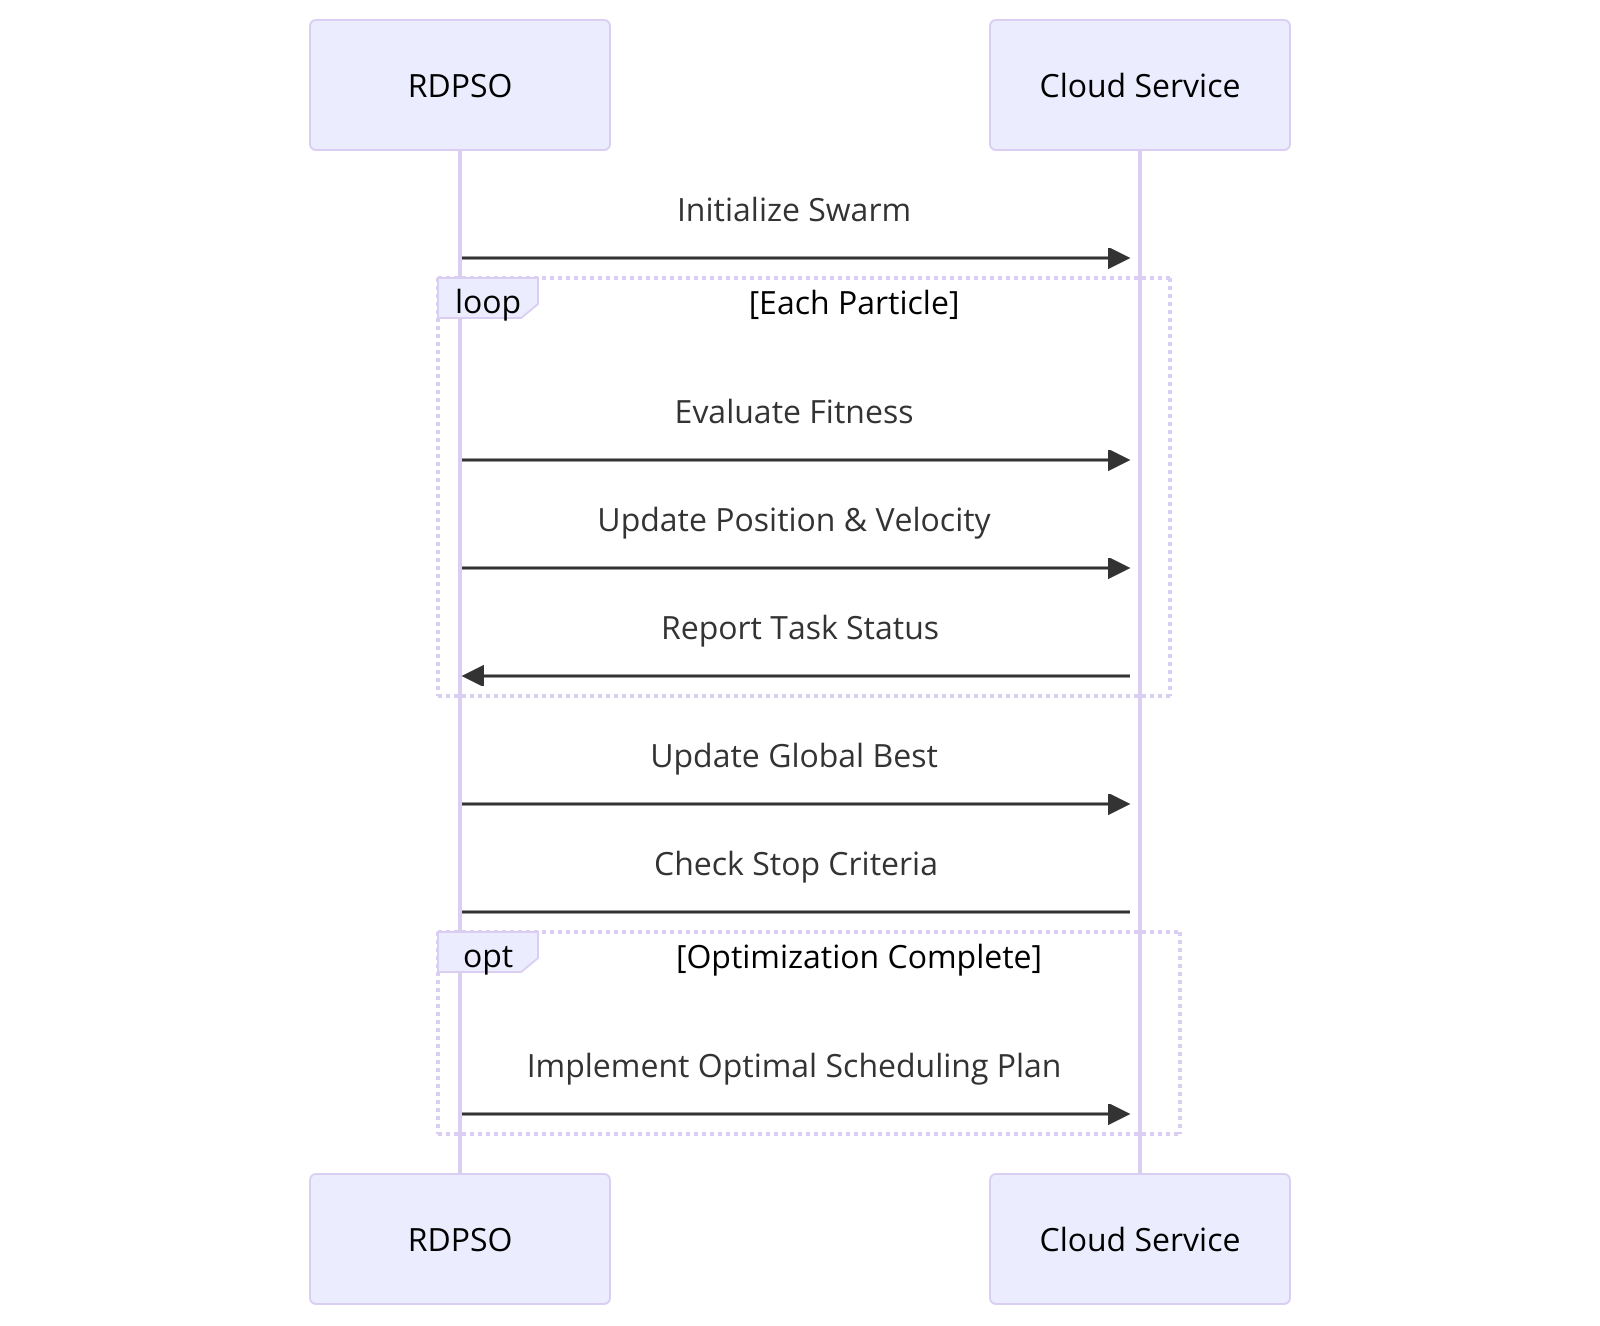 RDPSO
Cloud Service
Initialize Swarm
loop
[Each Particle]
Evaluate Fitness
Update Position & Velocity
Report Task Status
Update Global Best
Check Stop Criteria
opt
[Optimization Complete]
Implement Optimal Scheduling Plan
RDPSO
Cloud Service